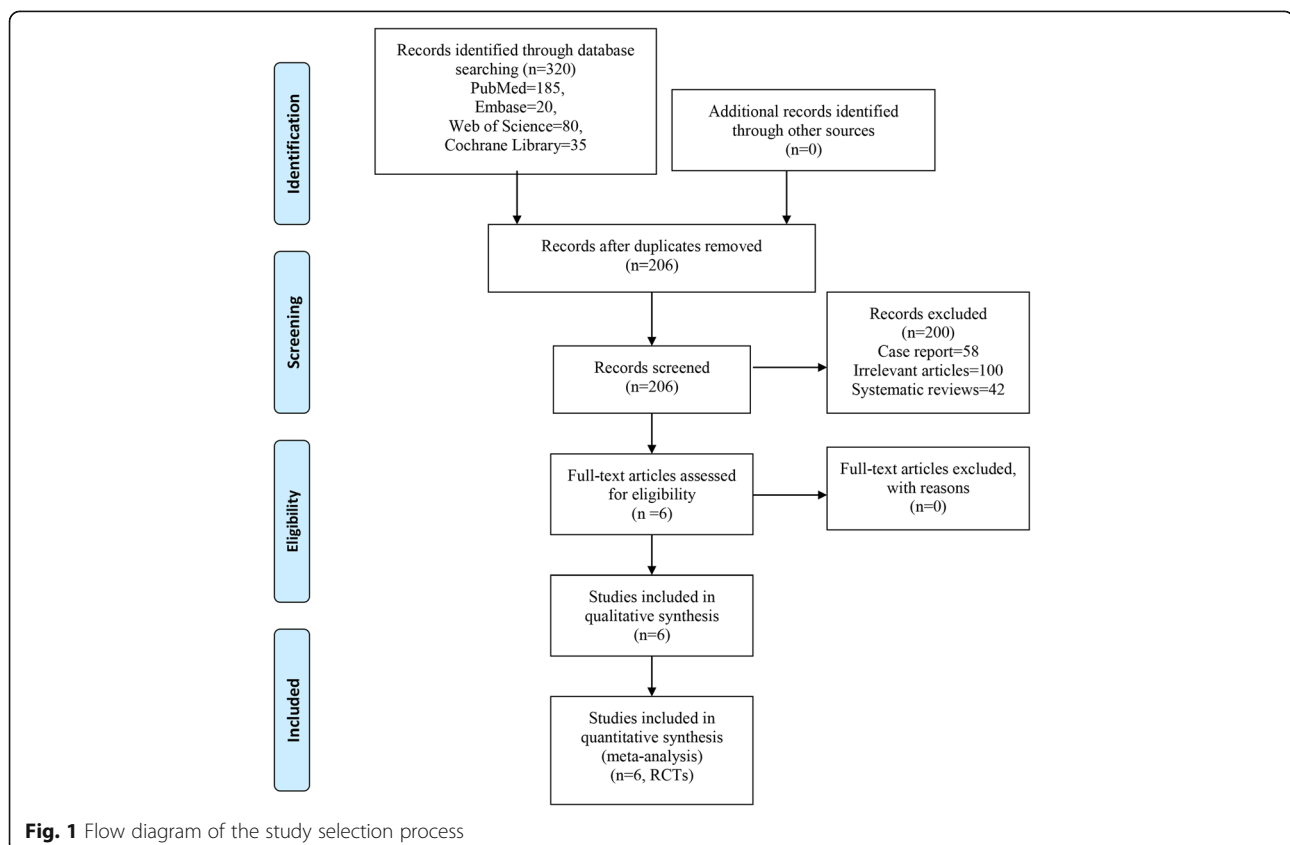 Identification
Records identified through database
searching (n=320)
PubMed=185,
Embase=20,
Web of Science=80,
Cochrane Library=35
Additional records identified
through other sources
(n=0)
Records after duplicates removed
(n=206)
Screening
Records screened
(n=206)
Records excluded
(n=200)
Case report=58
Irrelevant articles=100
Systematic reviews=42
Eligibility
Full-text articles assessed
for eligibility
(n =6)
Full-text articles excluded,
with reasons
(n=0)
Studies included in
qualitative synthesis
(n=6)
Included
Studies included in
quantitative synthesis
(meta-analysis)
(n=6, RCTs)
Fig. 1 Flow diagram of the study selection process